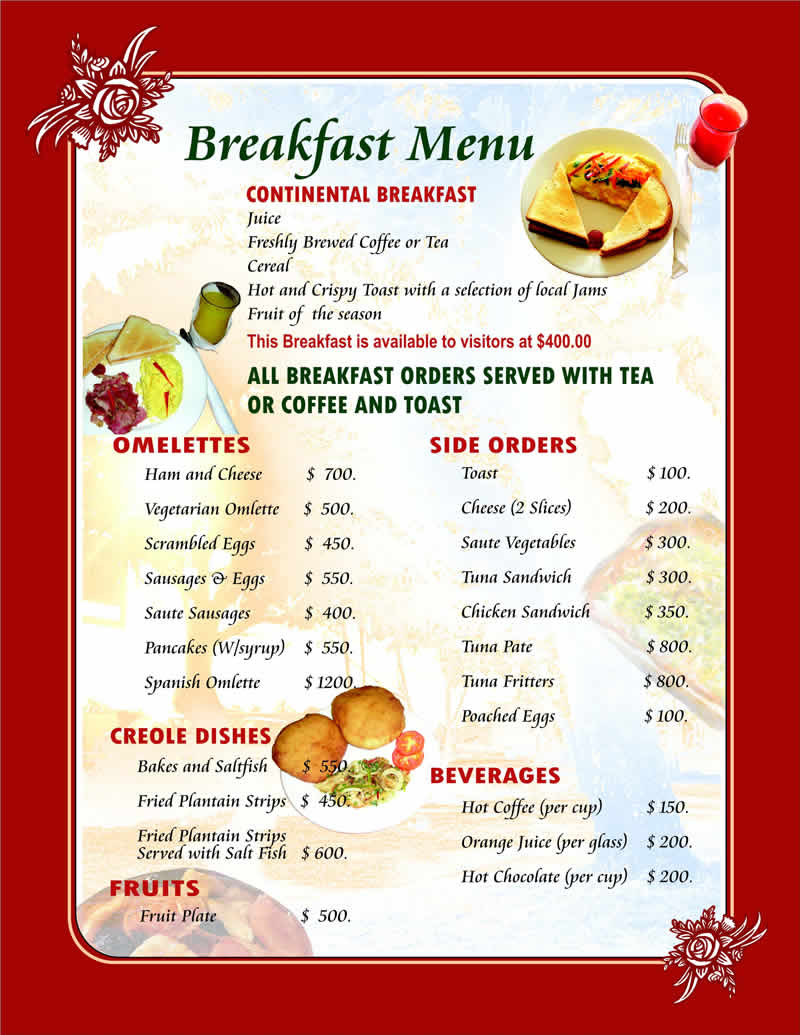 Breakfast Menu
CONTINENTAL BREAKFAST
Juice
Freshly Brewed Coffee or Tea
Cereal
Hot and Crispy Toast with a selection of local Jams
Fruit of the season
This Breakfast is available to visitors at $400.00
ALL BREAKFAST ORDERS SERVED WITH TEA
OR COFFEE AND TOAST
OMELETTES
Ham and Cheese $ 700.
Vegetarian Omlette $ 500.
Scrambled Eggs $ 450.
Sausages & Eggs $ 550.
Saute Sausages $ 400.
Pancakes (W/syrup) $ 550.
Spanish Omlette $ 1200.
CREOLE DISHES
Bakes and Saltfish $ 550.
Fried Plantain Strips $ 450.
Fried Plantain Strips
Served with Salt Fish $ 600.
FRUITS
Fruit Plate $ 500.
SIDE ORDERS
Toast $ 100.
Cheese (2 Slices) $ 200.
Saute Vegetables $ 300.
Tuna Sandwich $ 300.
Chicken Sandwich $ 350.
Tuna Pate $ 800.
Tuna Fritters $ 800.
Poached Eggs $ 100.
BEVERAGES
Hot Coffee (per cup) $ 150.
Orange Juice (per glass) $ 200.
Hot Chocolate (per cup) $ 200.